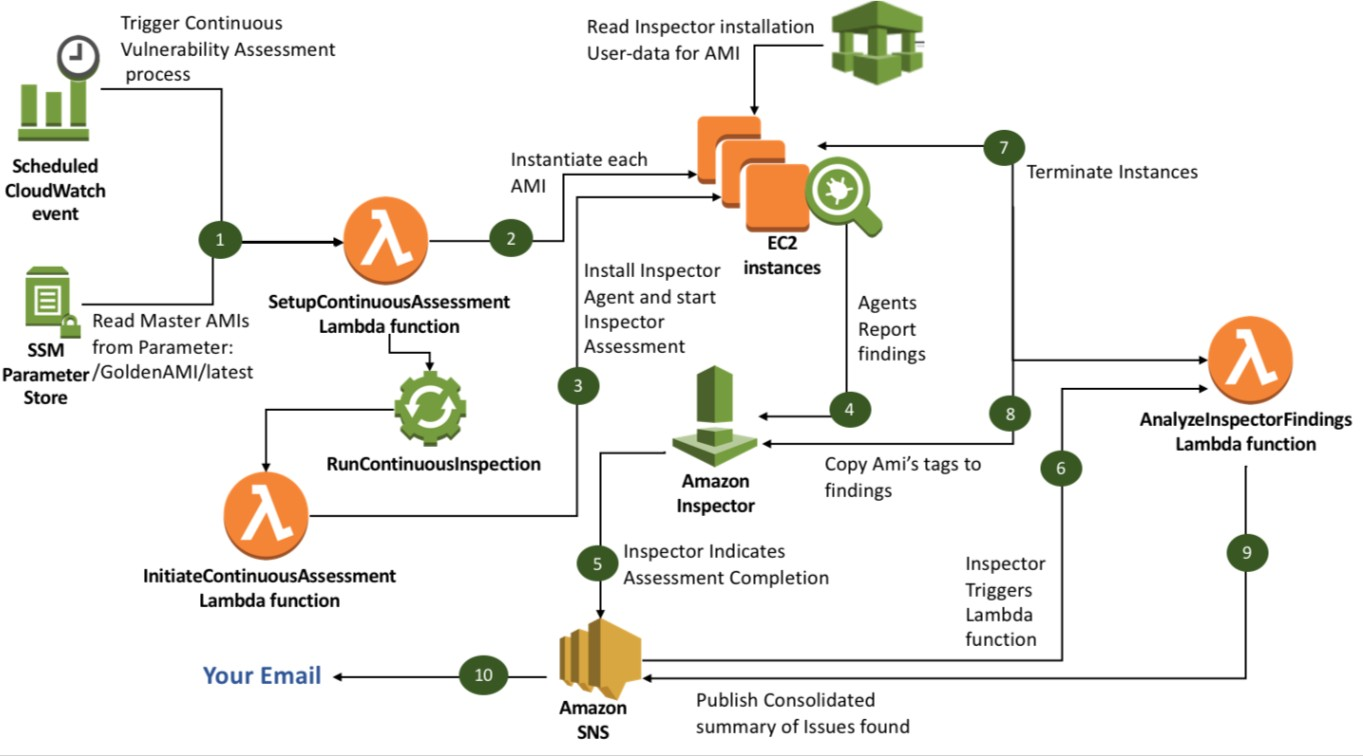 Trigger Continuous
Vulnerability Assessment
process
Read Inspector installation
User-data for AMI
Scheduled
CloudWatch
event
Instantiate each
AMI
7
Terminate Instances
1
2
EC2
instances
SSM
Parameter
Store
Read Master AMIs
from Parameter:
/GoldenAMI/latest
SetupContinuousAssessment
Lambda function
Install Inspector
Agent and start
Inspector
Assessment
Agents
Report
findings
3
4
8
AnalyzeInspectorFindings
Lambda function
RunContinuousInspection
Amazon
Inspector
Copy Ami's tags to
findings
6
InitiateContinuousAssessment
Lambda function
5
Inspector Indicates
Assessment Completion
Inspector
Triggers
Lambda
function
9
Your Email
10
Amazon
SNS
Publish Consolidated
summary of Issues found